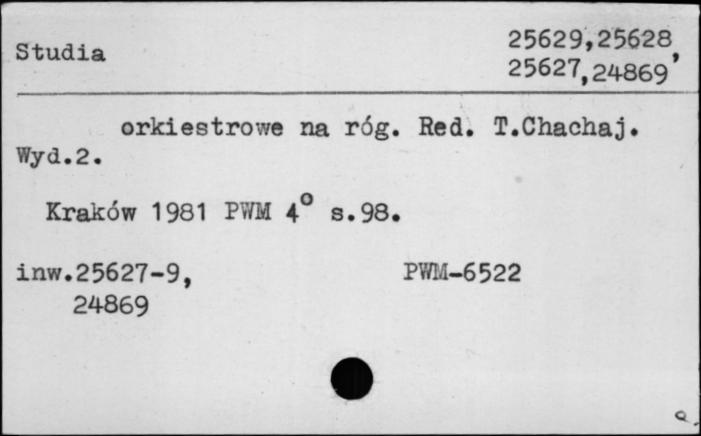 Studia
25629,25628,
25627,24869
orkiestrowe na róg. Red. T.Chachaj.
Wyd.2.
Kraków 1981 PWM 4° s.98.
inw.25627-9,
PWM-6522
24869